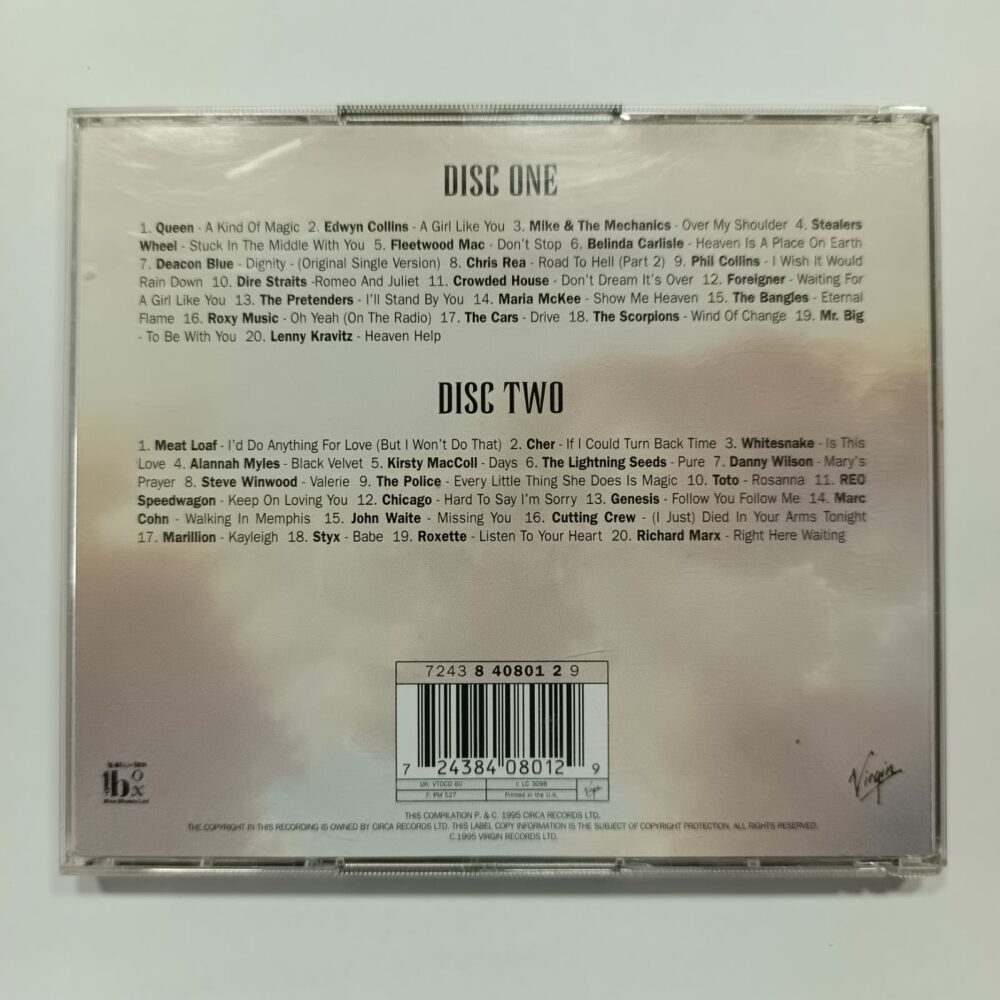 DISC ONE
1. Queen - A Kind Of Magic 2. Edwyn Collins - A Girl Like You 3. Mike & The Mechanics - Over My Shoulder 4. Stealers
Wheel - Stuck In The Middle With You 5. Fleetwood Mac - Don't Stop 6. Belinda Carlisle - Heaven Is A Place On Earth
7. Deacon Blue - Dignity - (Original Single Version) 8. Chris Rea - Road To Hell (Part 2) 9. Phil Collins - I Wish It Would
Rain Down 10. Dire Straits -Romeo And Juliet 11. Crowded House - Don't Dream It's Over 12. Foreigner - Waiting For
A Girl Like You 13. The Pretenders - I'll Stand By You 14. Maria McKee - Show Me Heaven 15. The Bangles - Eternal
Flame 16. Roxy Music - Oh Yeah (On The Radio) 17. The Cars - Drive 18. The Scorpions - Wind Of Change 19. Mr. Big
- To Be With You 20. Lenny Kravitz - Heaven Help
DISC TWO
1. Meat Loaf - I'd Do Anything For Love (But I Won't Do That) 2. Cher - If I Could Turn Back Time 3. Whitesnake - Is This
Love 4. Alannah Myles - Black Velvet 5. Kirsty MacColl - Days 6. The Lightning Seeds - Pure 7. Danny Wilson - Mary's
Prayer 8. Steve Winwood - Valerie 9. The Police - Every Little Thing She Does Is Magic 10. Toto - Rosanna 11. REO
Speedwagon - Keep On Loving You 12. Chicago - Hard To Say I'm Sorry 13. Genesis - Follow You Follow Me 14. Marc
Cohn - Walking In Memphis 15. John Waite - Missing You 16. Cutting Crew - (I Just) Died In Your Arms Tonight
17. Marillion - Kayleigh 18. Styx - Babe 19. Roxette - Listen To Your Heart 20. Richard Marx - Right Here Waiting
7243 8 40801 2 9
7 24384 08012 9
UK: VTDCD 60 I: LC 3098
F: PM 527 Printed in the U.K. Virgin
box
Virgin
THIS COMPILATION P. & C. 1995 CIRCA RECORDS LTD.
THE COPYRIGHT IN THIS RECORDING IS OWNED BY CIRCA RECORDS LTD. THIS LABEL COPY INFORMATION IS THE SUBJECT OF COPYRIGHT PROTECTION. ALL RIGHTS RESERVED.
C.1995 VIRGIN RECORDS LTD.